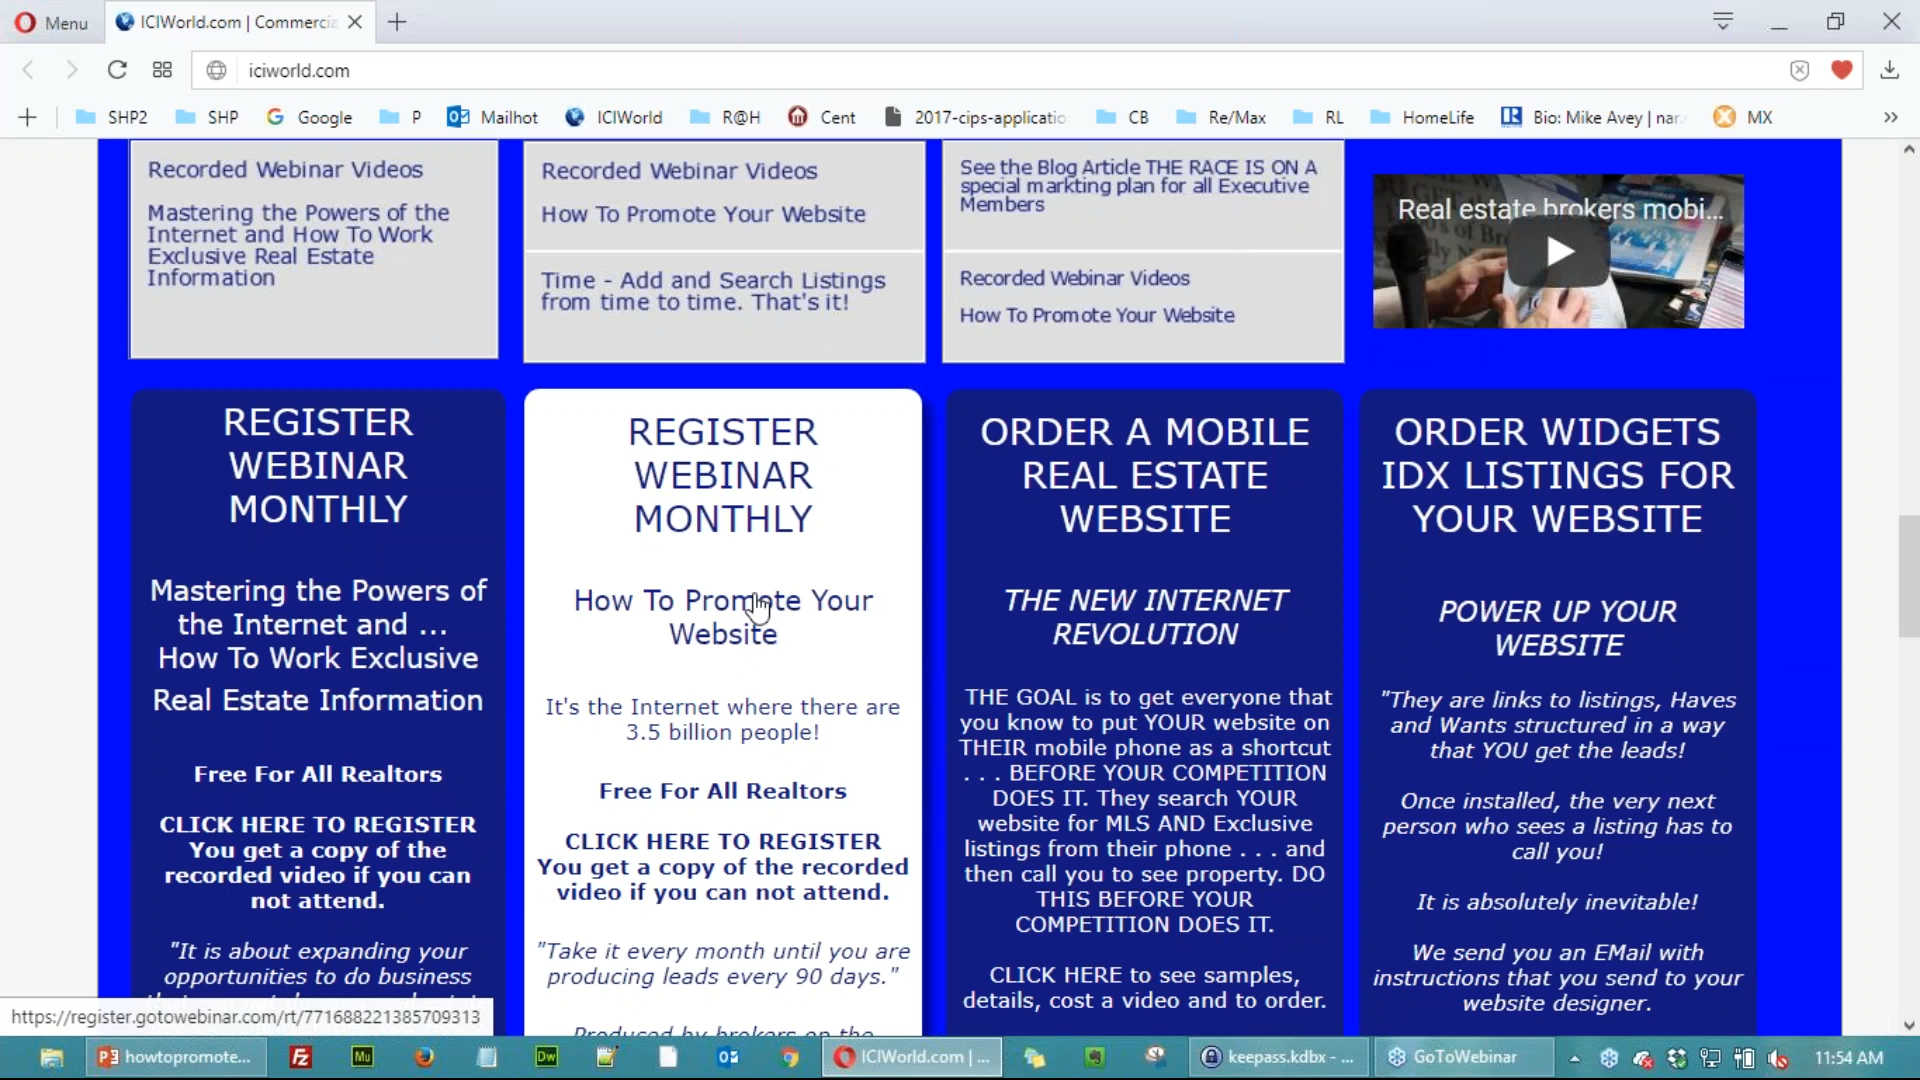 Menu
ICIWorld.com | Commercia
iciworld.com
SHP2
SHP
Google
P
Mailhot
ICIWorld
R@H
Cent
2017-cips-applicatio
CB
Re/Max
RL
HomeLife
Bio: Mike Avey | nar.
MX
Recorded Webinar Videos
Mastering the Powers of the
Internet and How To Work
Exclusive Real Estate
Information
Recorded Webinar Videos
How To Promote Your Website
Time - Add and Search Listings
from time to time. That's it!
See the Blog Article THE RACE IS ON A
special markting plan for all Executive
Members
Recorded Webinar Videos
How To Promote Your Website
Real estate brokers mobi...
REGISTER
WEBINAR
MONTHLY
Mastering the Powers of
the Internet and ...
How To Work Exclusive
Real Estate Information
Free For All Realtors
CLICK HERE TO REGISTER
You get a copy of the
recorded video if you can
not attend.
"It is about expanding your
opportunities to do business
REGISTER
WEBINAR
MONTHLY
How To Promote Your
Website
It's the Internet where there are
3.5 billion people!
Free For All Realtors
CLICK HERE TO REGISTER
You get a copy of the recorded
video if you can not attend.
"Take it every month until you are
producing leads every 90 days."
Produced by brokers on the
ORDER A MOBILE
REAL ESTATE
WEBSITE
THE NEW INTERNET
REVOLUTION
THE GOAL is to get everyone that
you know to put YOUR website on
THEIR mobile phone as a shortcut
. . . BEFORE YOUR COMPETITION
DOES IT. They search YOUR
website for MLS AND Exclusive
listings from their phone . . . and
then call you to see property. DO
THIS BEFORE YOUR
COMPETITION DOES IT.
CLICK HERE to see samples,
details, cost a video and to order.
ORDER WIDGETS
IDX LISTINGS FOR
YOUR WEBSITE
POWER UP YOUR
WEBSITE
"They are links to listings, Haves
and Wants structured in a way
that YOU get the leads!
Once installed, the very next
person who sees a listing has to
call you!
It is absolutely inevitable!
We send you an EMail with
instructions that you send to your
website designer.
https://register.gotowebinar.com/rt/7716882213857093​13
howtopromote...
ICIWorld.com | ...
keepass.kdbx - ...
GoToWebinar
11:54 AM